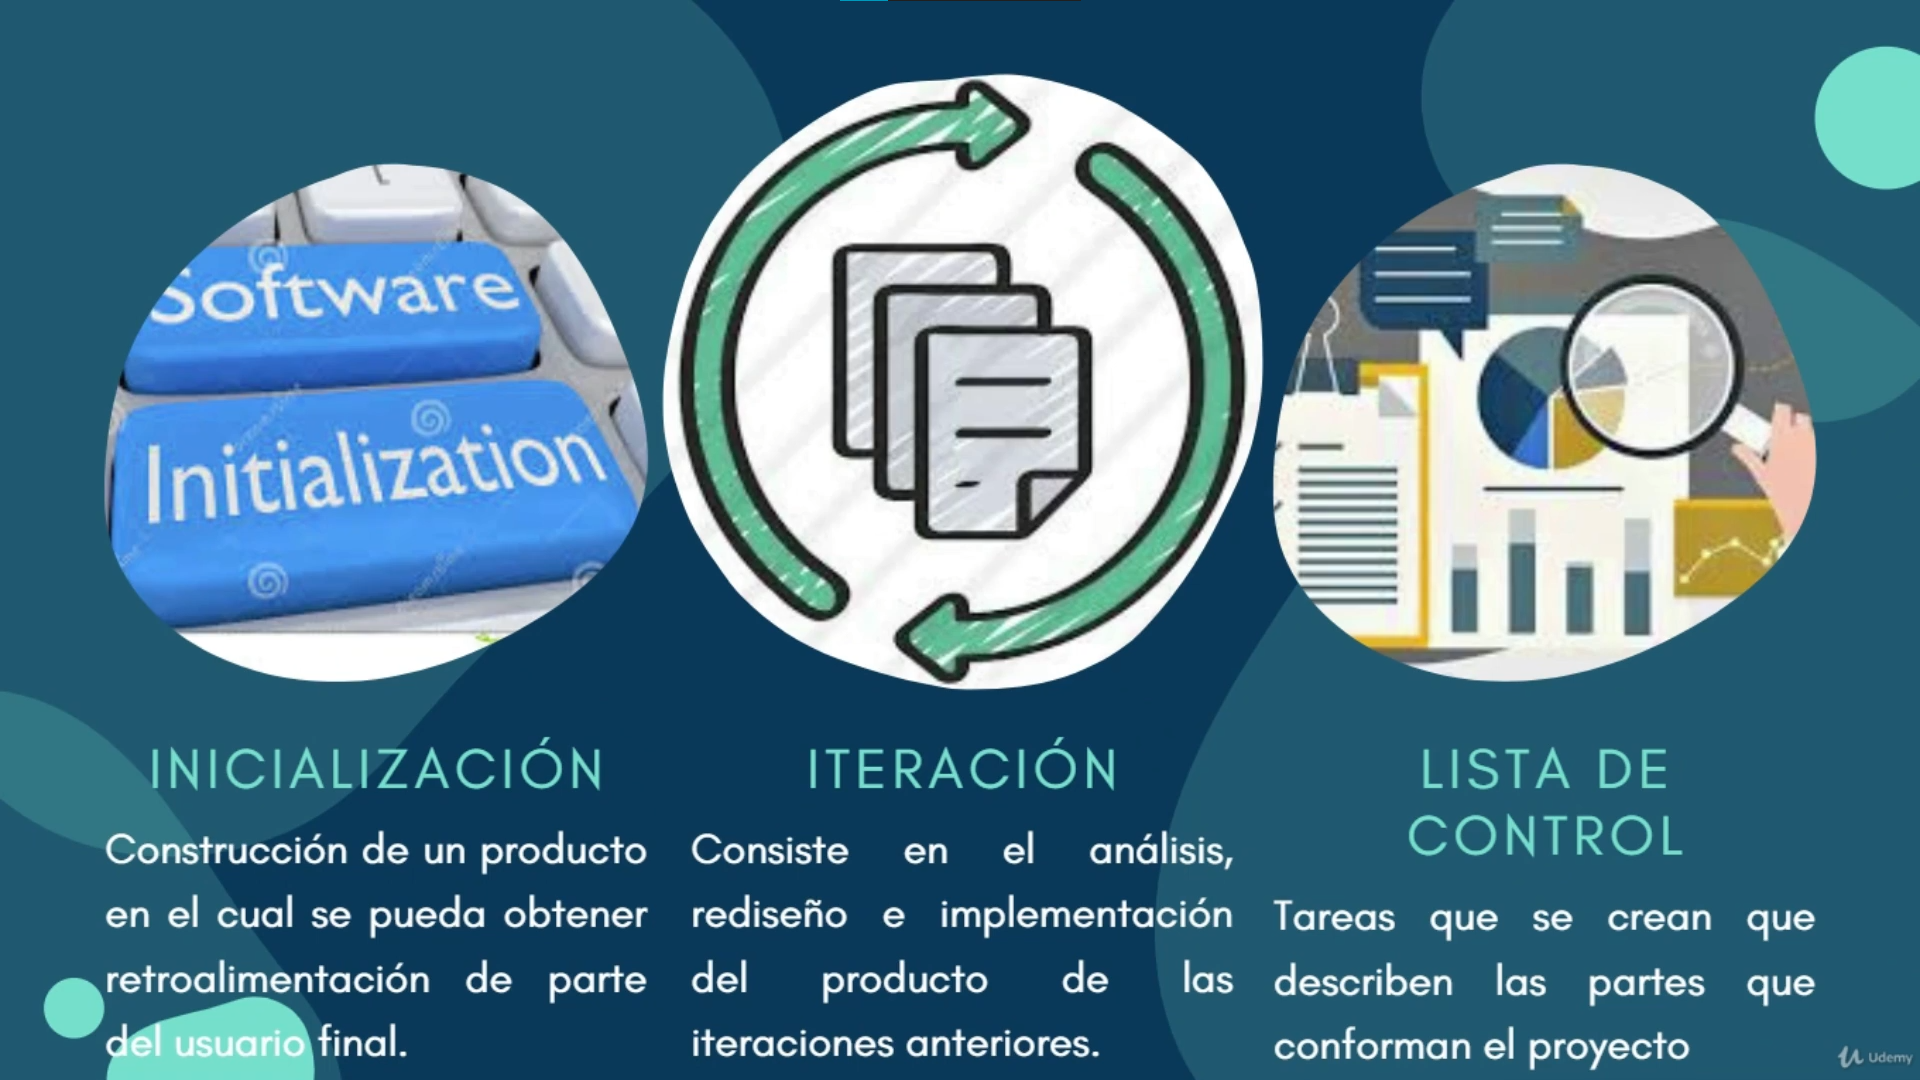 Software
Initialization
INICIALIZACIÓN
Construcción de un producto
en el cual se pueda obtener
retroalimentación de parte
del usuario final.
ITERACIÓN
Consiste en el análisis,
rediseño e implementación
del producto de las
iteraciones anteriores.
LISTA DE
CONTROL
Tareas que se crean que
describen las partes que
conforman el proyecto
Udemy